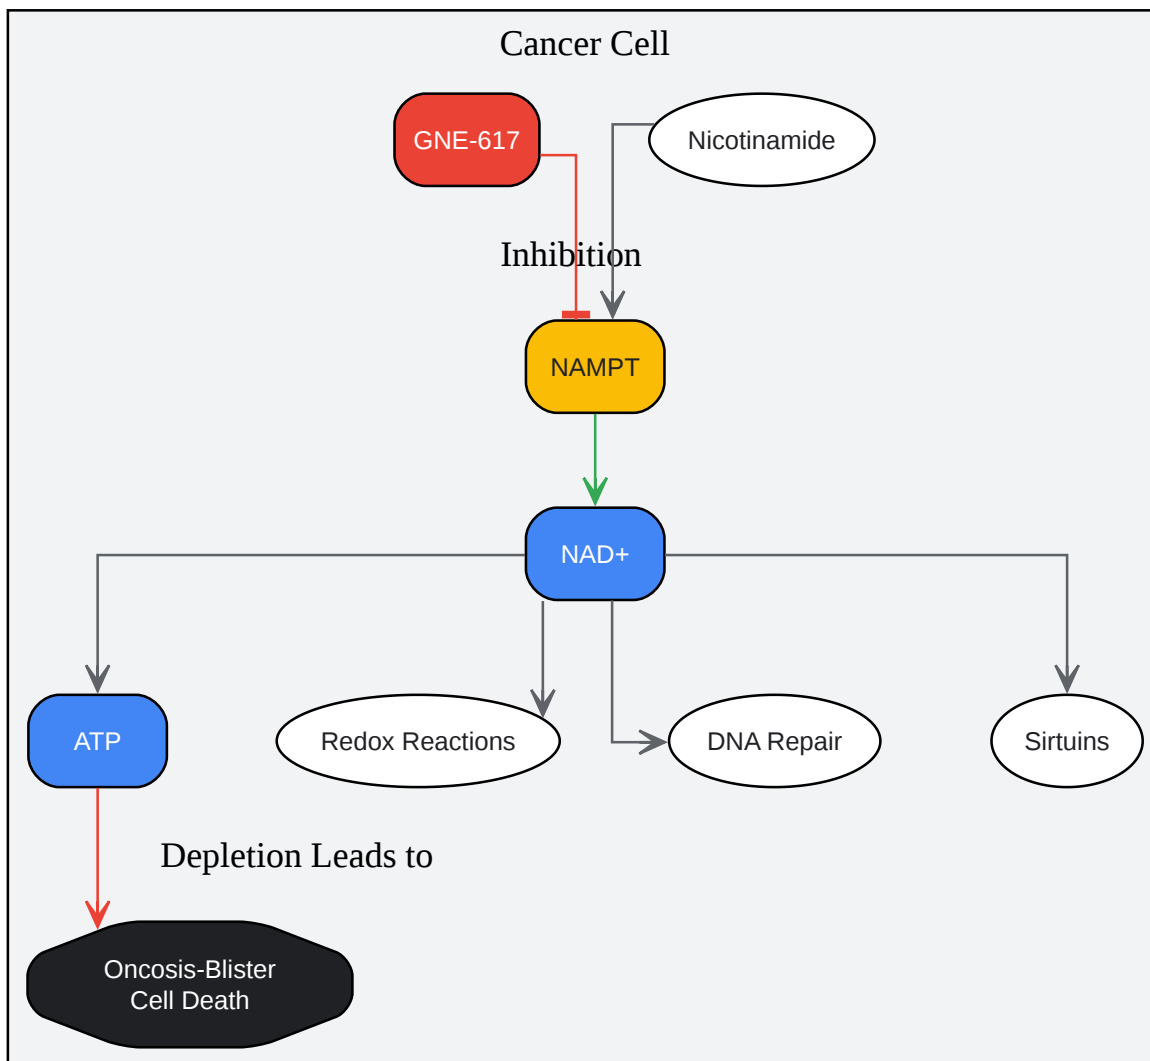 Cancer Cell
GNE-617
Nicotinamide
Inhibition
NAMPT
NAD+
ATP
Redox Reactions
DNA Repair
Sirtuins
Depletion Leads to
Oncosis-Blister
Cell Death